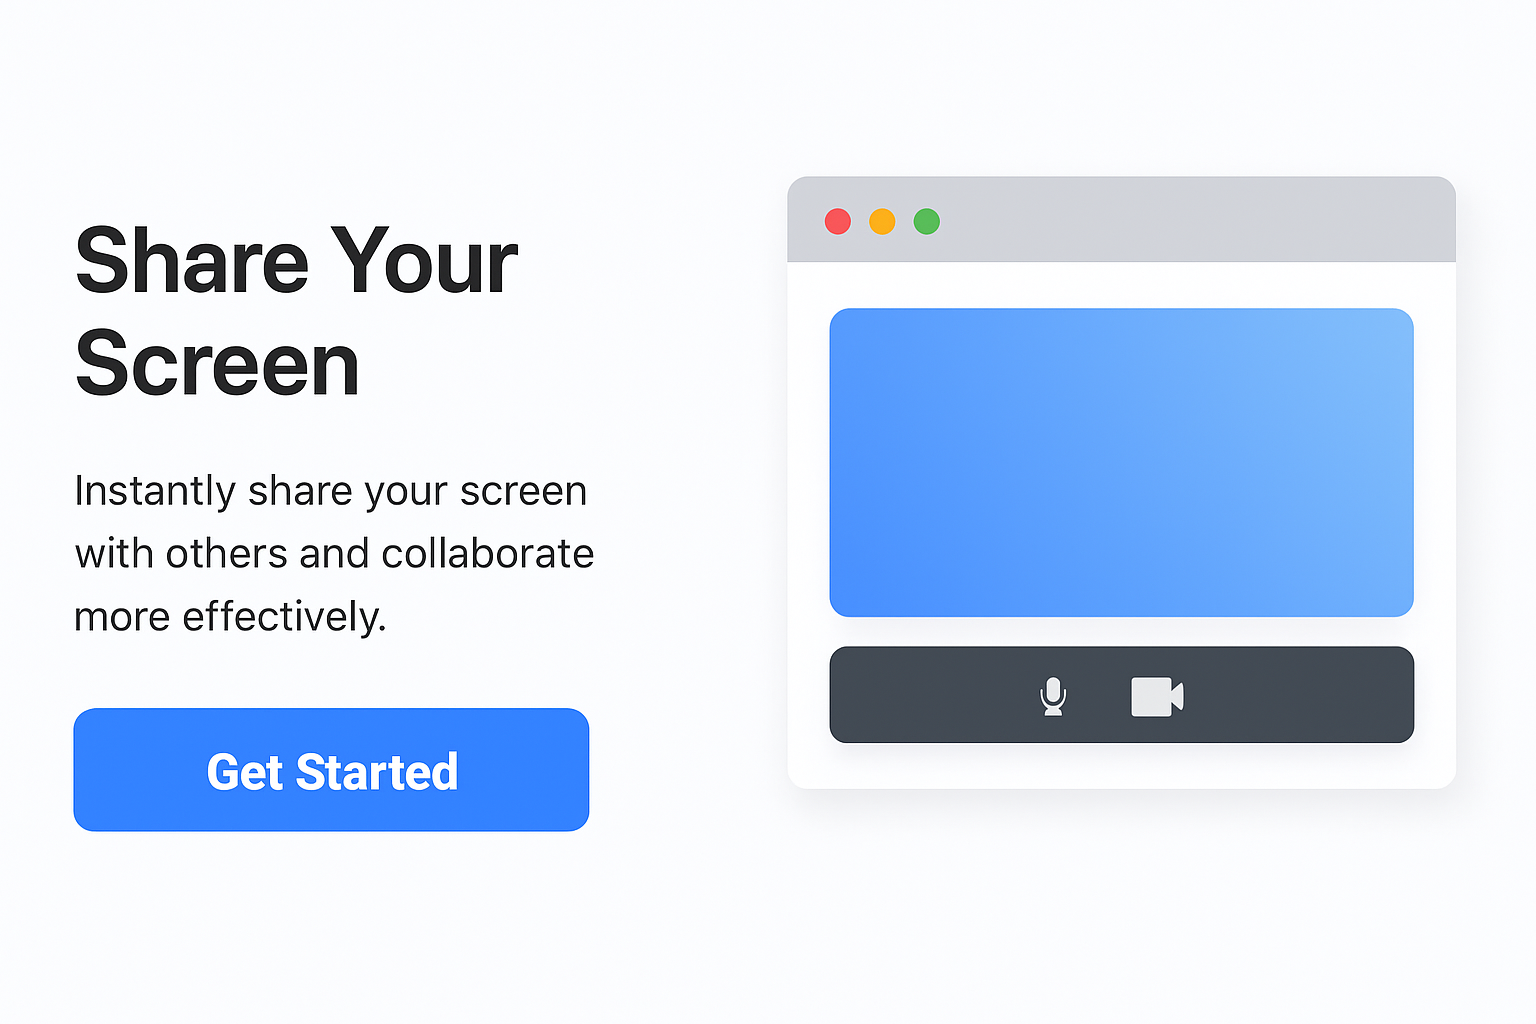 Share Your
Screen
Instantly share your screen
with others and collaborate
more effectively.
Get Started